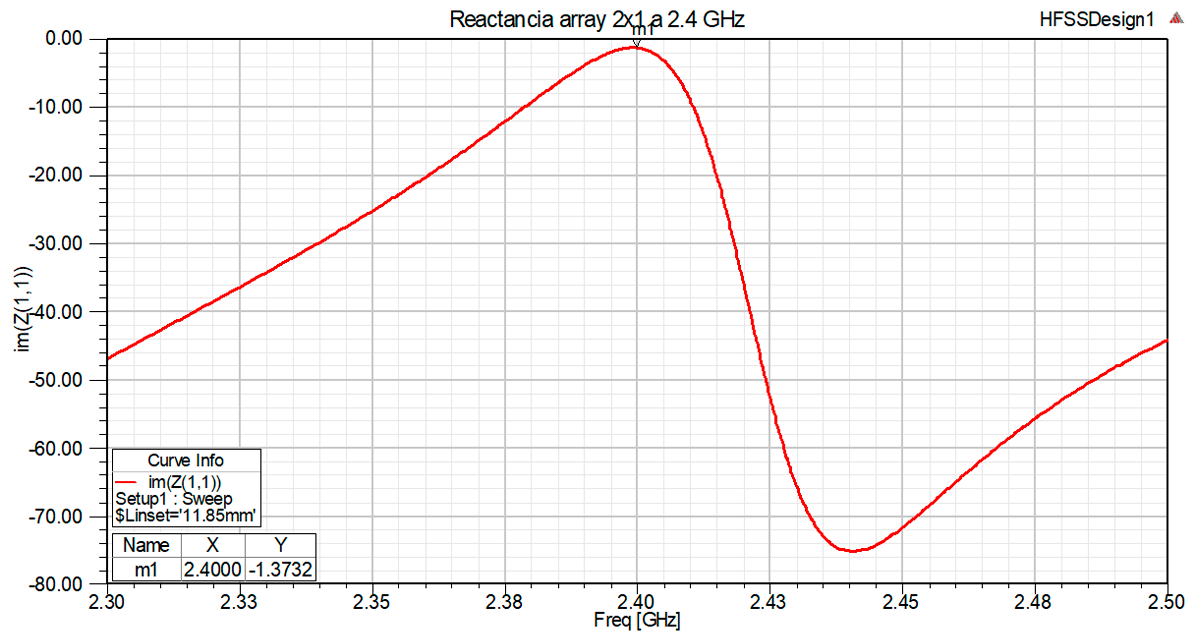 Reactancia array 2x1 a 2.4 GHz
HFSSDesign1
m1
0.00
-10.00
-20.00
-30.00
-40.00
-50.00
-60.00
-70.00
-80.00
im(Z(1,1))
Curve Info
im(Z(1,1))
Setup1 : Sweep
$Linset='11.85mm'
Name X Y
m1 2.4000 -1.3732
2.30 2.33 2.35 2.38 2.40 2.43 2.45 2.48 2.50
Freq [GHz]